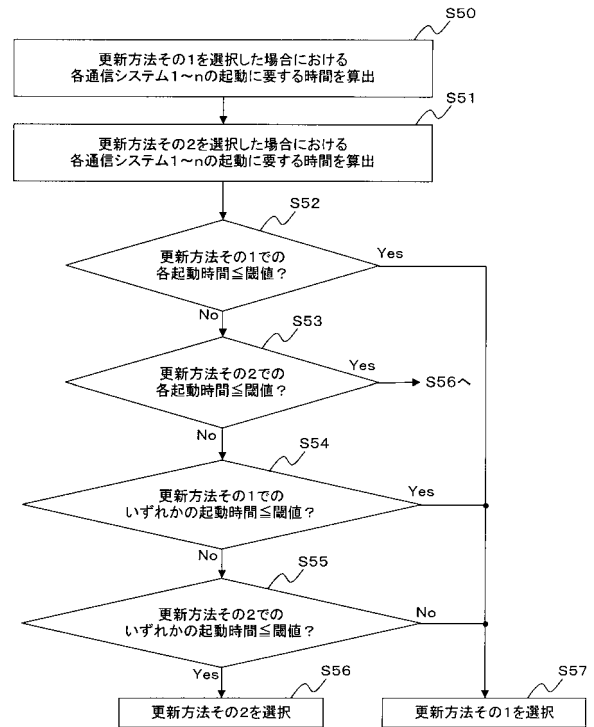 S50
更新方法その1を選択した場合における
各通信システム1～nの起動に要する時間を算出
S51
更新方法その2を選択した場合における
各通信システム1～nの起動に要する時間を算出
S52
更新方法その1での
各起動時間≦閾値？
Yes
No
S53
更新方法その2での
各起動時間≦閾値？
Yes
S56へ
No
S54
更新方法その1での
いずれかの起動時間≦閾値？
Yes
No
S55
更新方法その2での
いずれかの起動時間≦閾値？
No
Yes
S56
更新方法その2を選択
S57
更新方法その1を選択